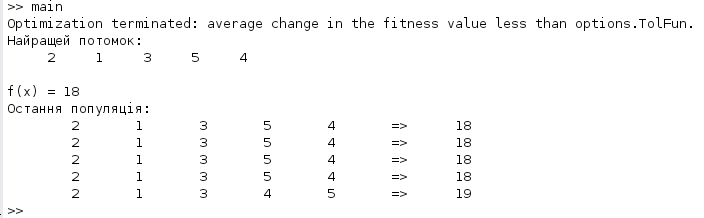 >> main
Optimization terminated: average change in the fitness value less than options.TolFun.
Найращей потомок:
2 1 3 5 4
f(x) = 18
Остання популяція:
2 1 3 5 4 => 18
2 1 3 5 4 => 18
2 1 3 5 4 => 18
2 1 3 5 4 => 18
2 1 3 4 5 => 19
>>